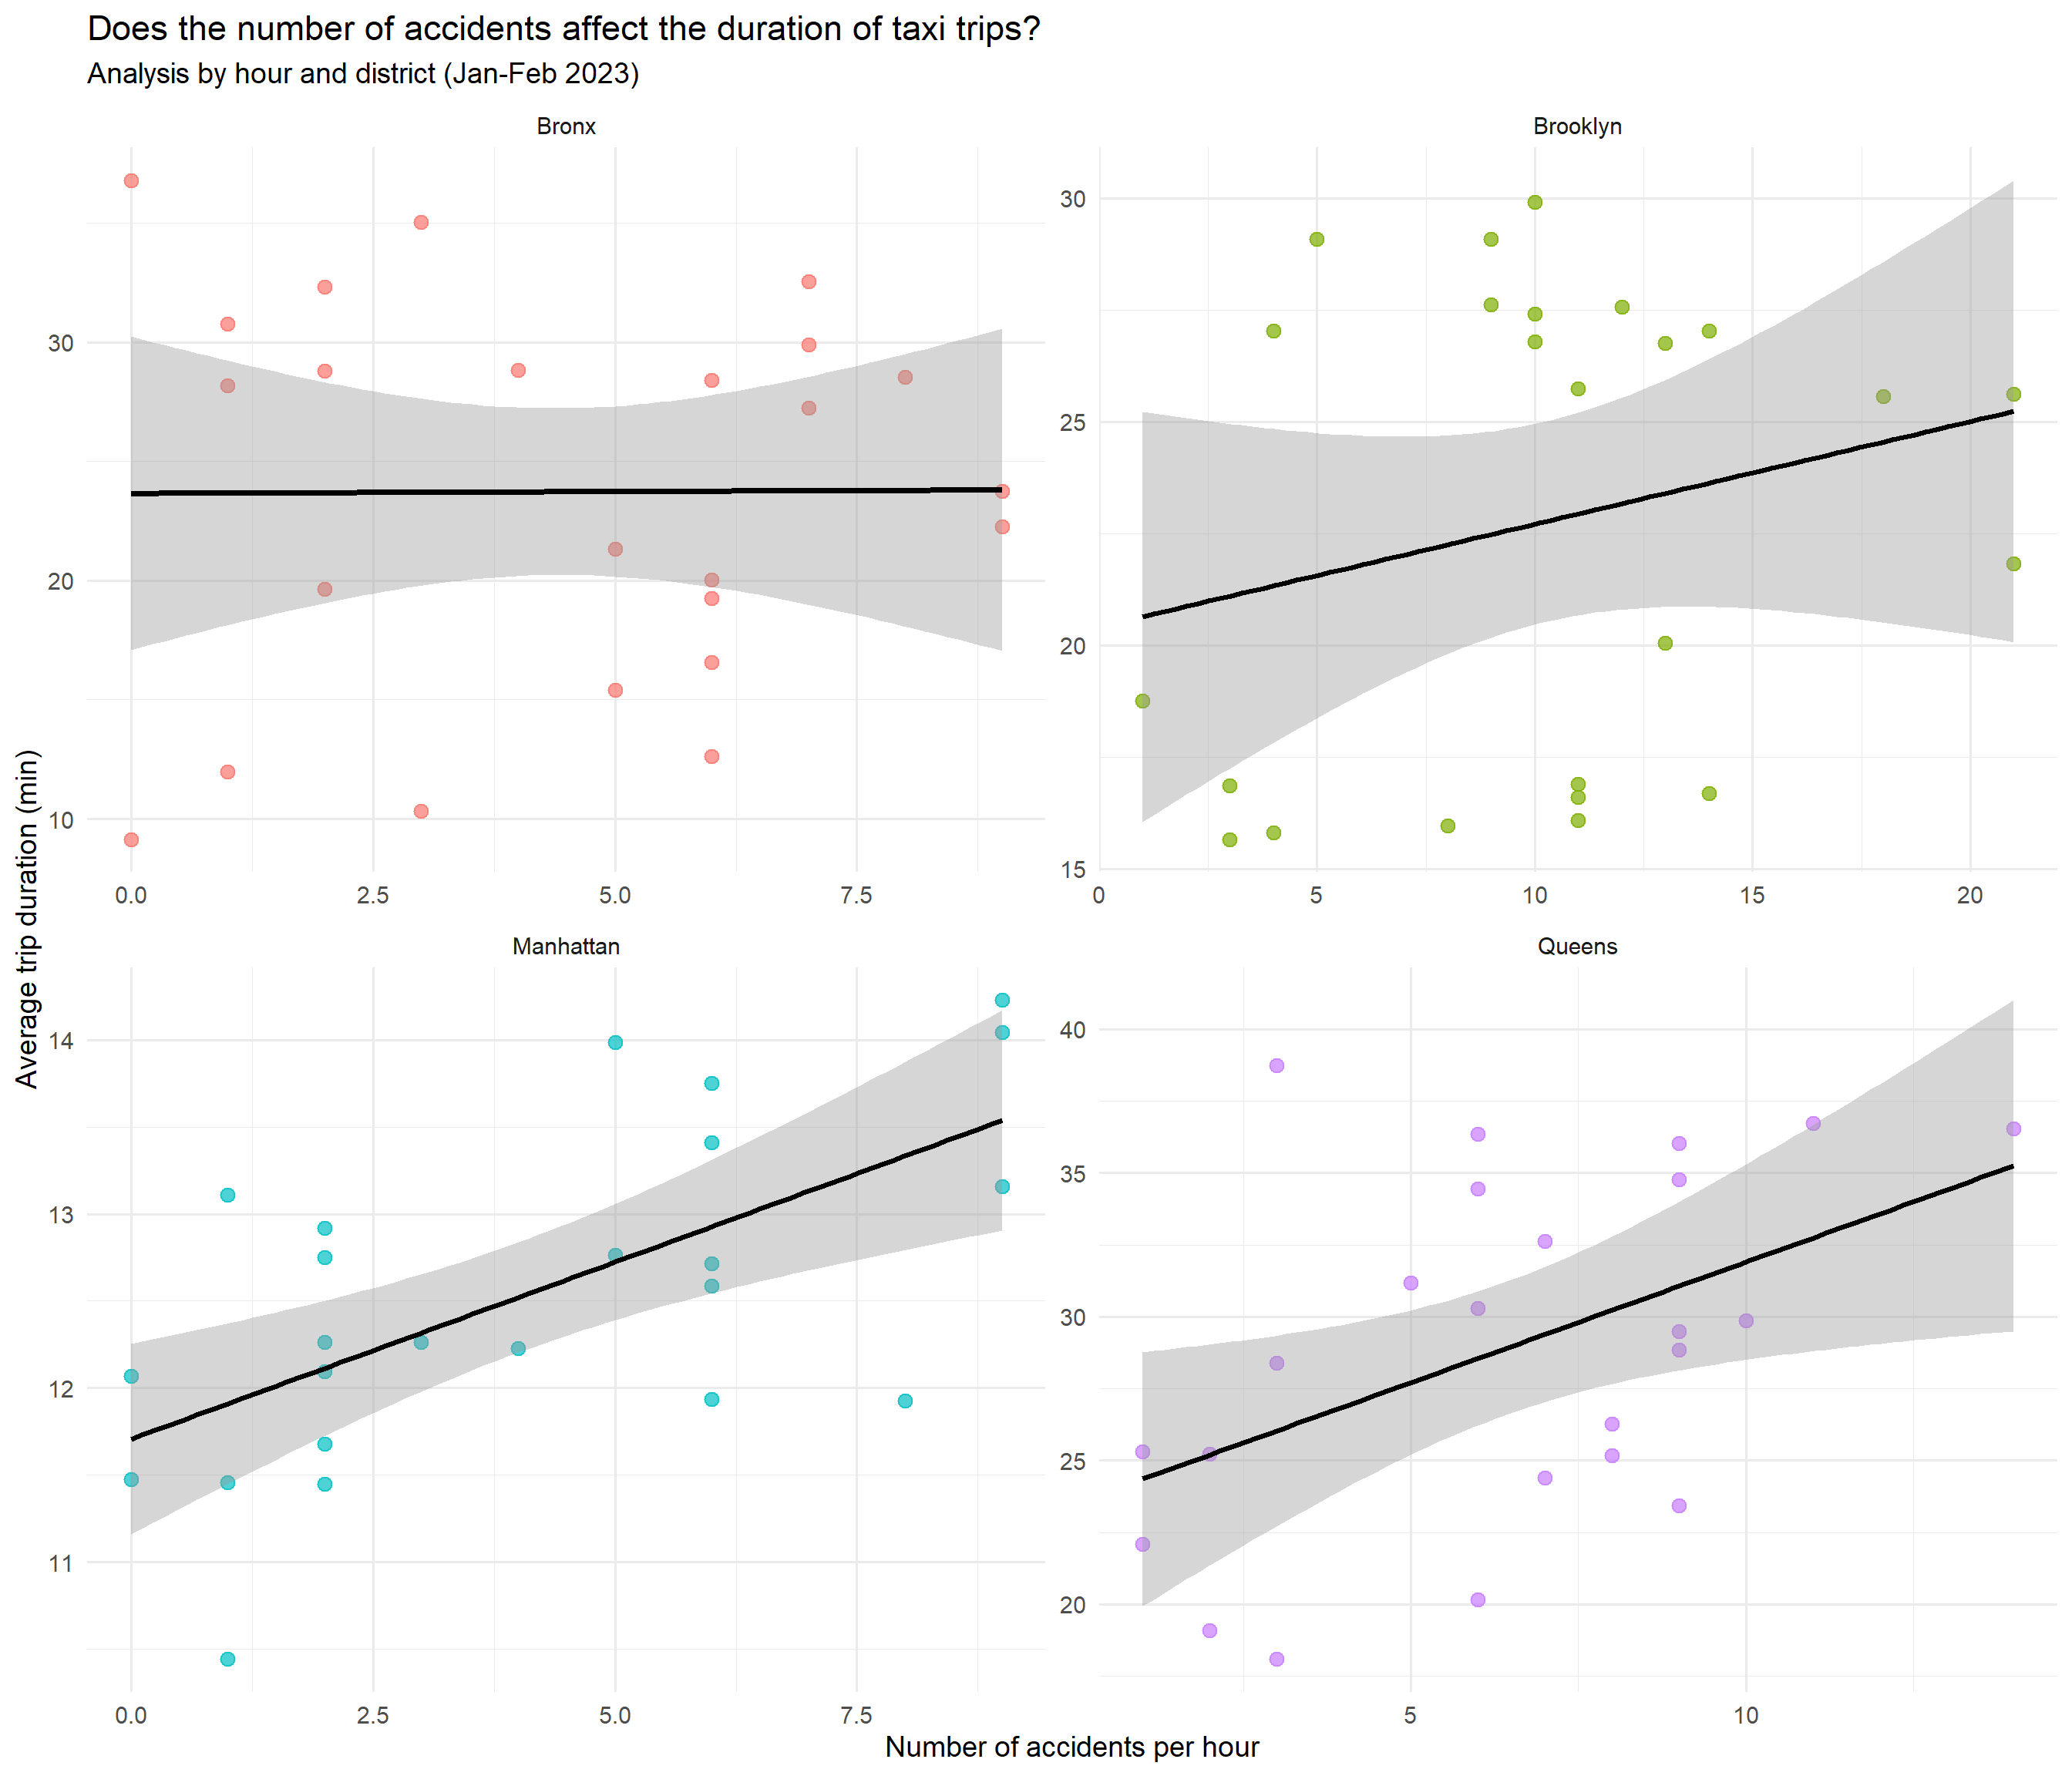 Does the number of accidents affect the duration of taxi trips?
Analysis by hour and district (Jan-Feb 2023)
Bronx
30
20
10
0.0 2.5 5.0 7.5
Brooklyn
30
25
20
15
0 5 10 15 20
Average trip duration (min)
Manhattan
14
13
12
11
0.0 2.5 5.0 7.5
Queens
40
35
30
25
20
5 10
Number of accidents per hour